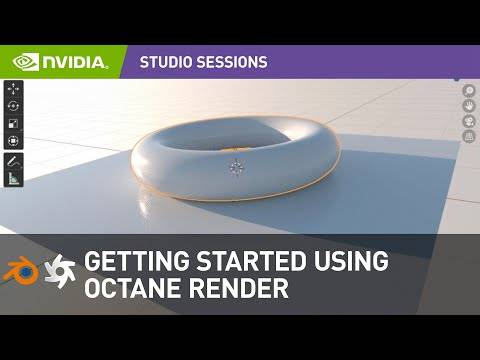 NVIDIA. STUDIO SESSIONS
GETTING STARTED USING
OCTANE RENDER